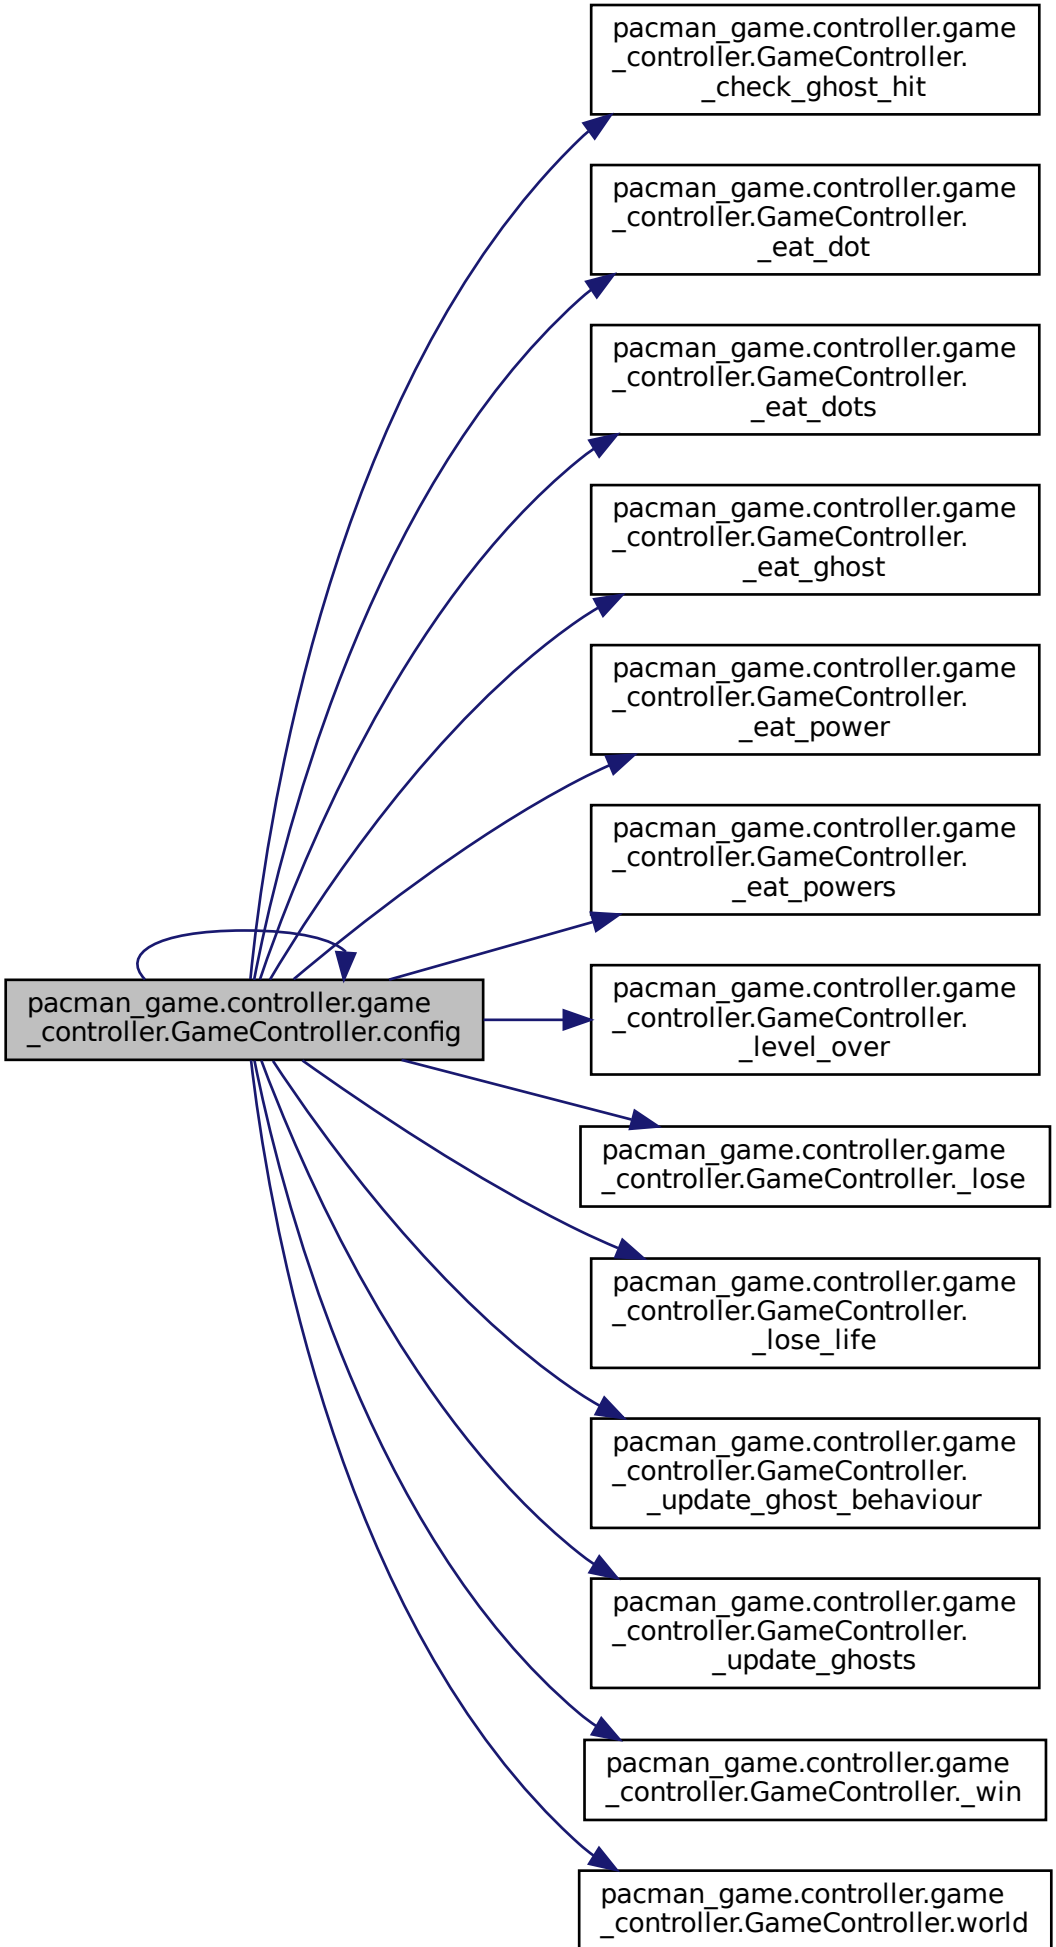 pacman_game.controller.game
_controller.GameController.
_check_ghost_hit
pacman_game.controller.game
_controller.GameController.
_eat_dot
pacman_game.controller.game
_controller.GameController.
_eat_dots
pacman_game.controller.game
_controller.GameController.
_eat_ghost
pacman_game.controller.game
_controller.GameController.
_eat_power
pacman_game.controller.game
_controller.GameController.
_eat_powers
pacman_game.controller.game
_controller.GameController.config
pacman_game.controller.game
_controller.GameController.
_level_over
pacman_game.controller.game
_controller.GameController._lose
pacman_game.controller.game
_controller.GameController.
_lose_life
pacman_game.controller.game
_controller.GameController.
_update_ghost_behaviour
pacman_game.controller.game
_controller.GameController.
_update_ghosts
pacman_game.controller.game
_controller.GameController._win
pacman_game.controller.game
_controller.GameController.world